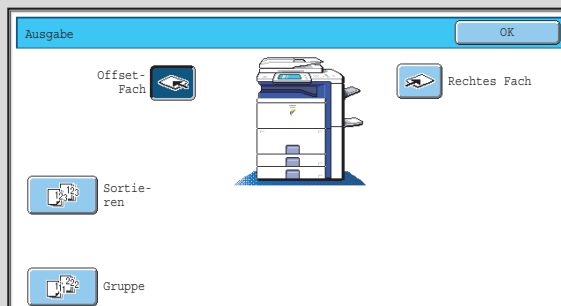 Ausgabe
OK
Offset-
Fach
Rechtes Fach
Sortie-
ren
Gruppe